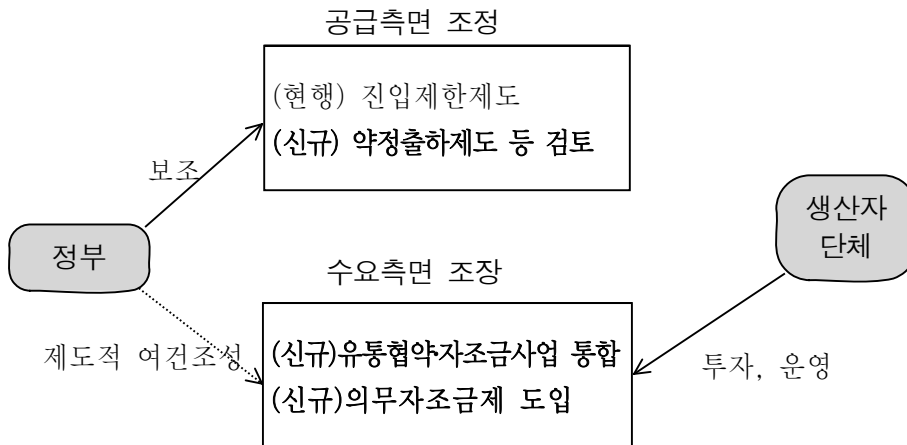 공급측면 조정
(현행) 진입제한제도
(신규) 약정출하제도 등 검토
보조
정부
생산자
단체
수요측면 조장
제도적 여건조성
(신규)유통협약·자조금사업 통합
(신규)의무자조금제 도입
투자, 운영